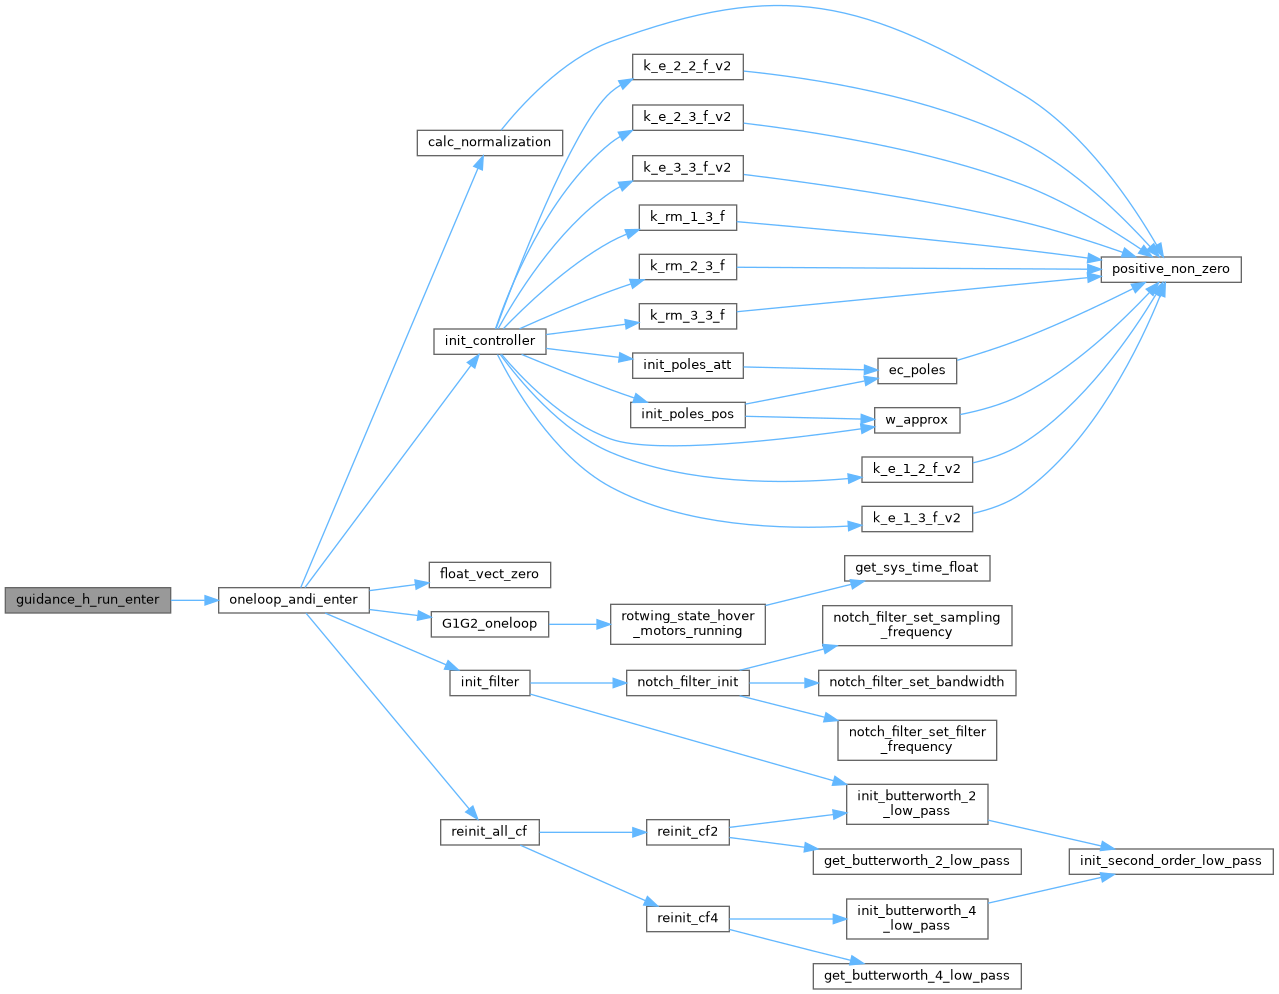 k_e_2_2_f_v2
k_e_2_3_f_v2
calc_normalization
k_e_3_3_f_v2
k_rm_1_3_f
k_rm_2_3_f
positive_non_zero
k_rm_3_3_f
init_controller
init_poles_att
ec_poles
init_poles_pos
w_approx
k_e_1_2_f_v2
k_e_1_3_f_v2
get_sys_time_float
float_vect_zero
guidance_h_run_enter
oneloop_andi_enter
G1G2_oneloop
rotwing_state_hover
_motors_running
notch_filter_set_sampling
_frequency
init_filter
notch_filter_init
notch_filter_set_bandwidth
notch_filter_set_filter
_frequency
init_butterworth_2
_low_pass
reinit_all_cf
reinit_cf2
get_butterworth_2_low_pass
init_second_order_low_pass
reinit_cf4
init_butterworth_4
_low_pass
get_butterworth_4_low_pass